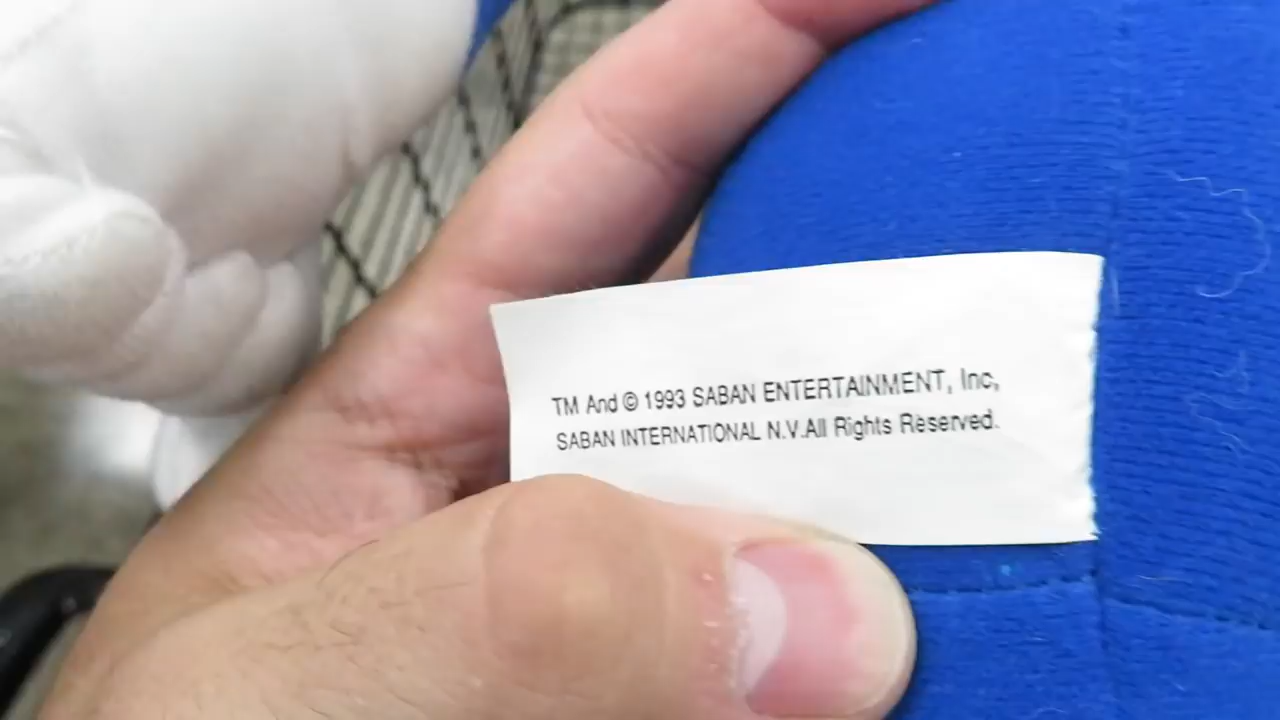 TM And © 1993 SABAN ENTERTAINMENT, Inc,
SABAN INTERNATIONAL N.V.All Rights Reserved.